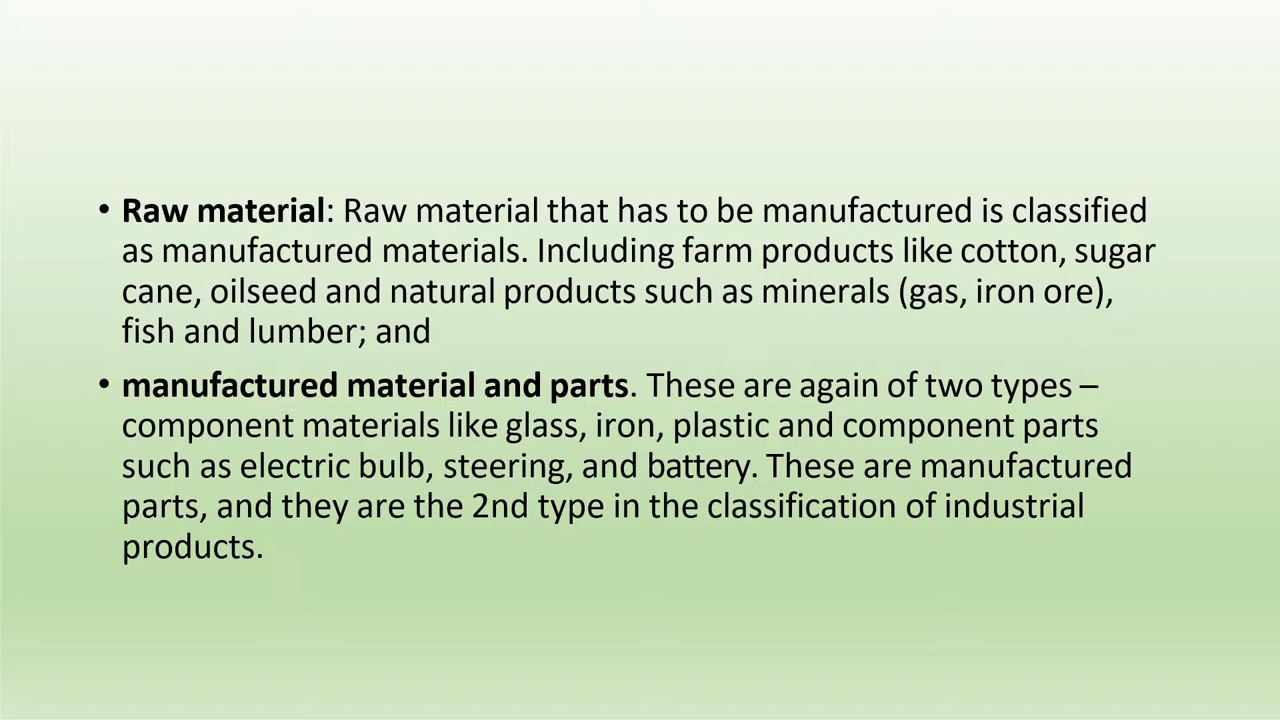 • Raw material: Raw material that has to be manufactured is classified
as manufactured materials. Including farm products like cotton, sugar
cane, oilseed and natural products such as minerals (gas, iron ore),
fish and lumber; and
• manufactured material and parts. These are again of two types –
component materials like glass, iron, plastic and component parts
such as electric bulb, steering, and battery. These are manufactured
parts, and they are the 2nd type in the classification of industrial
products.